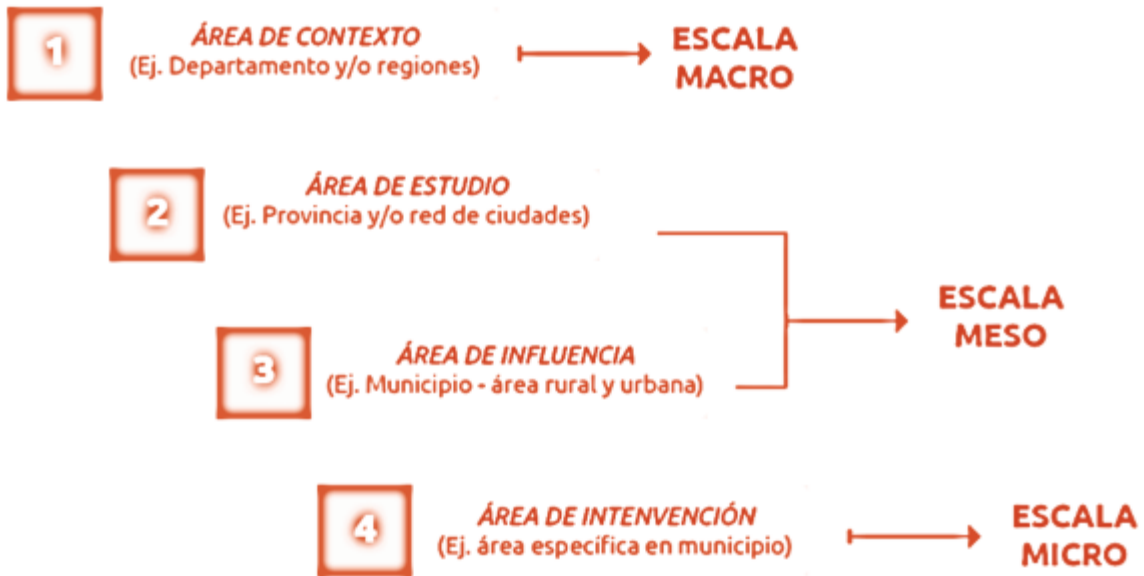 1
ÁREA DE CONTEXTO
(Ej. Departamento y/o regiones)
ESCALA
MACRO
2
ÁREA DE ESTUDIO
(Ej. Provincia y/o red de ciudades)
3
ÁREA DE INFLUENCIA
(Ej. Municipio - área rural y urbana)
ESCALA
MESO
4
ÁREA DE INTENVENCIÓN
(Ej. área específica en municipio)
ESCALA
MICRO